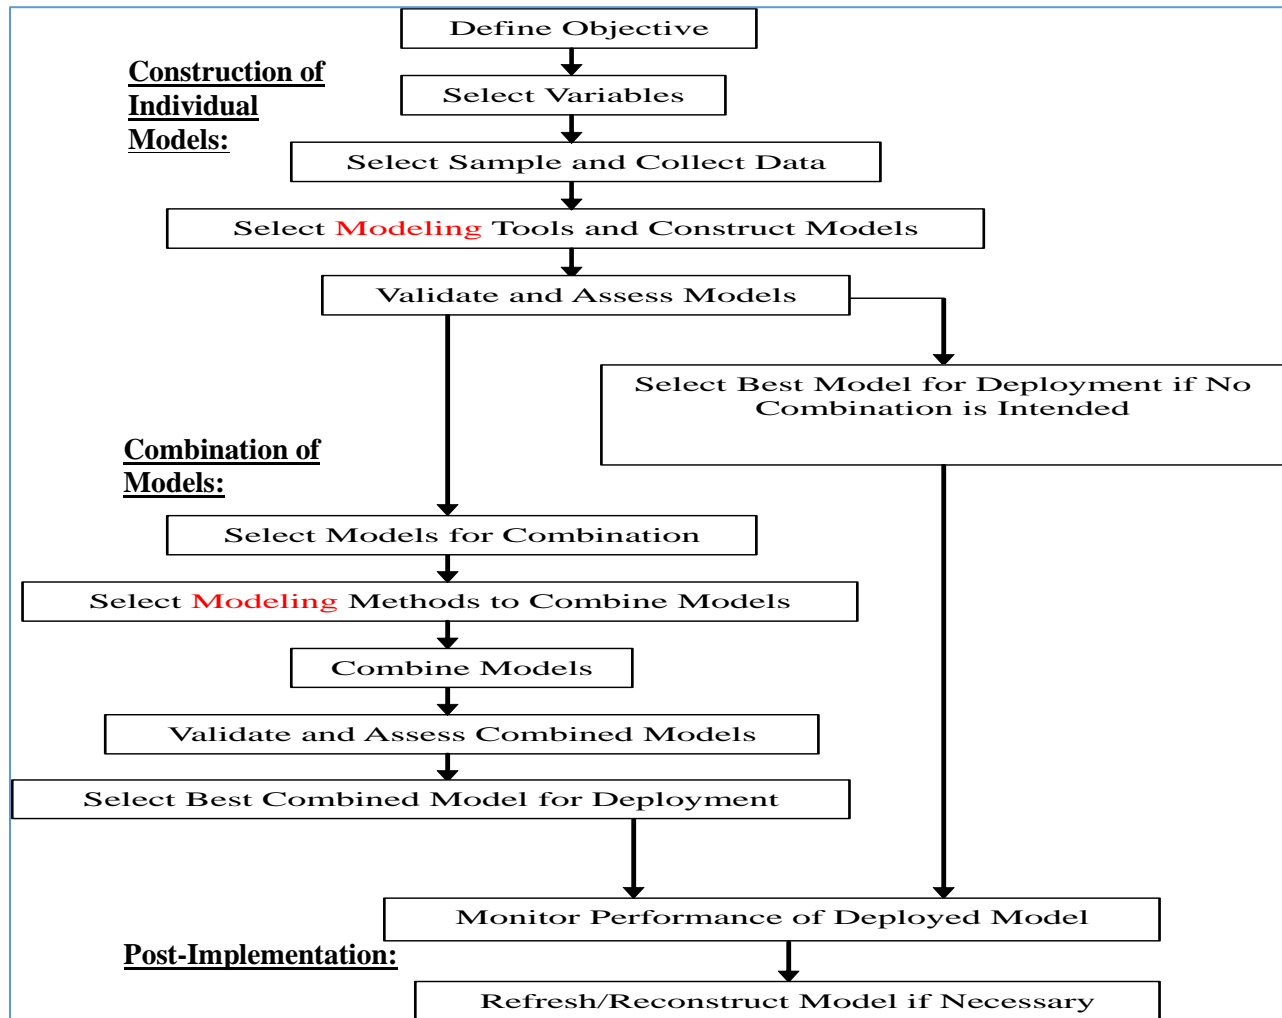 Define Objective
Construction of
Individual
Models:
Select Variables
Select Sample and Collect Data
Select Modeling Tools and Construct Models
Validate and Assess Models
Select Best Model for Deployment if No
Combination is Intended
Combination of
Models:
Select Models for Combination
Select Modeling Methods to Combine Models
Combine Models
Validate and Assess Combined Models
Select Best Combined Model for Deployment
Monitor Performance of Deployed Model
Post-Implementation:
Refresh/Reconstruct Model if Necessary